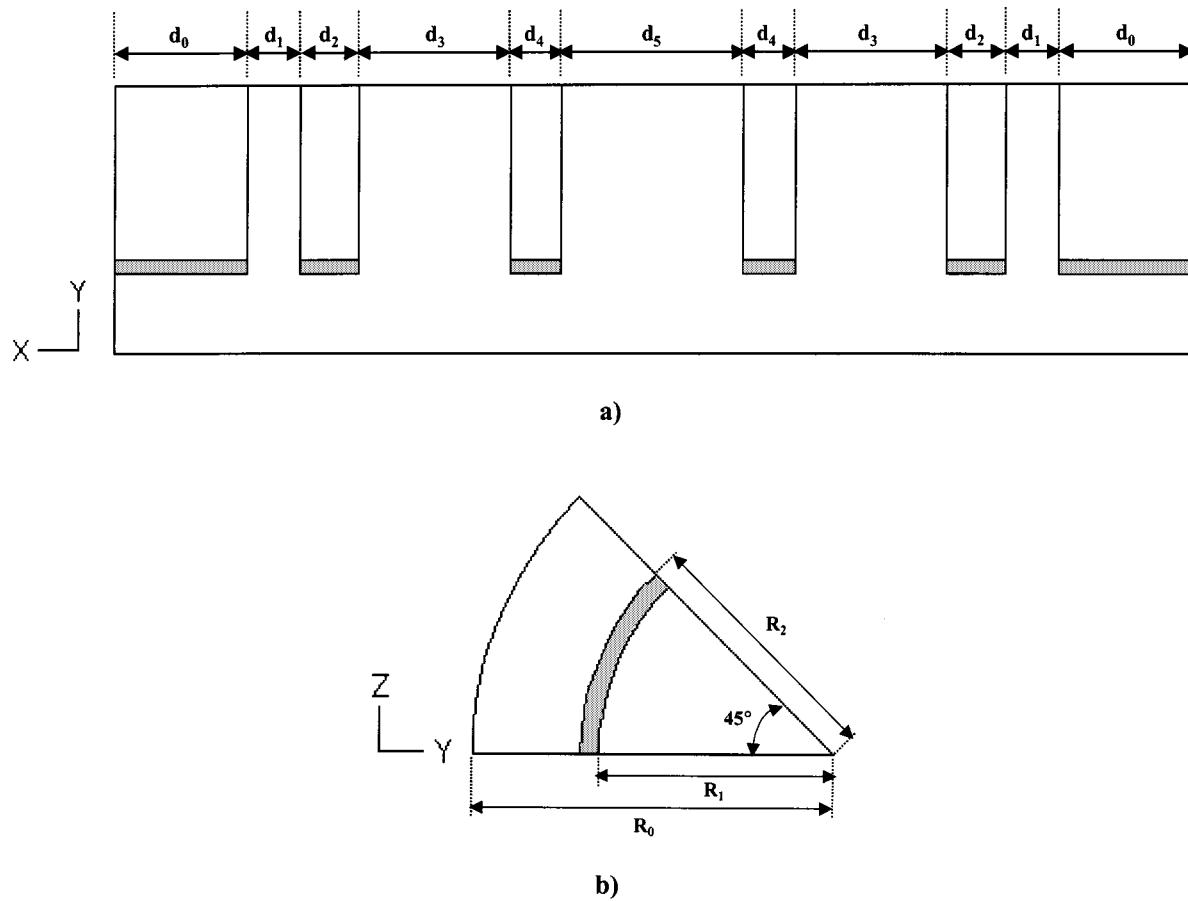 d₀ d₁ d₂ d₃ d₄ d₅ d₄ d₃ d₂ d₁ d₀
Y
X
a)
R₂
Z
45°
Y
R₁
R₀
b)